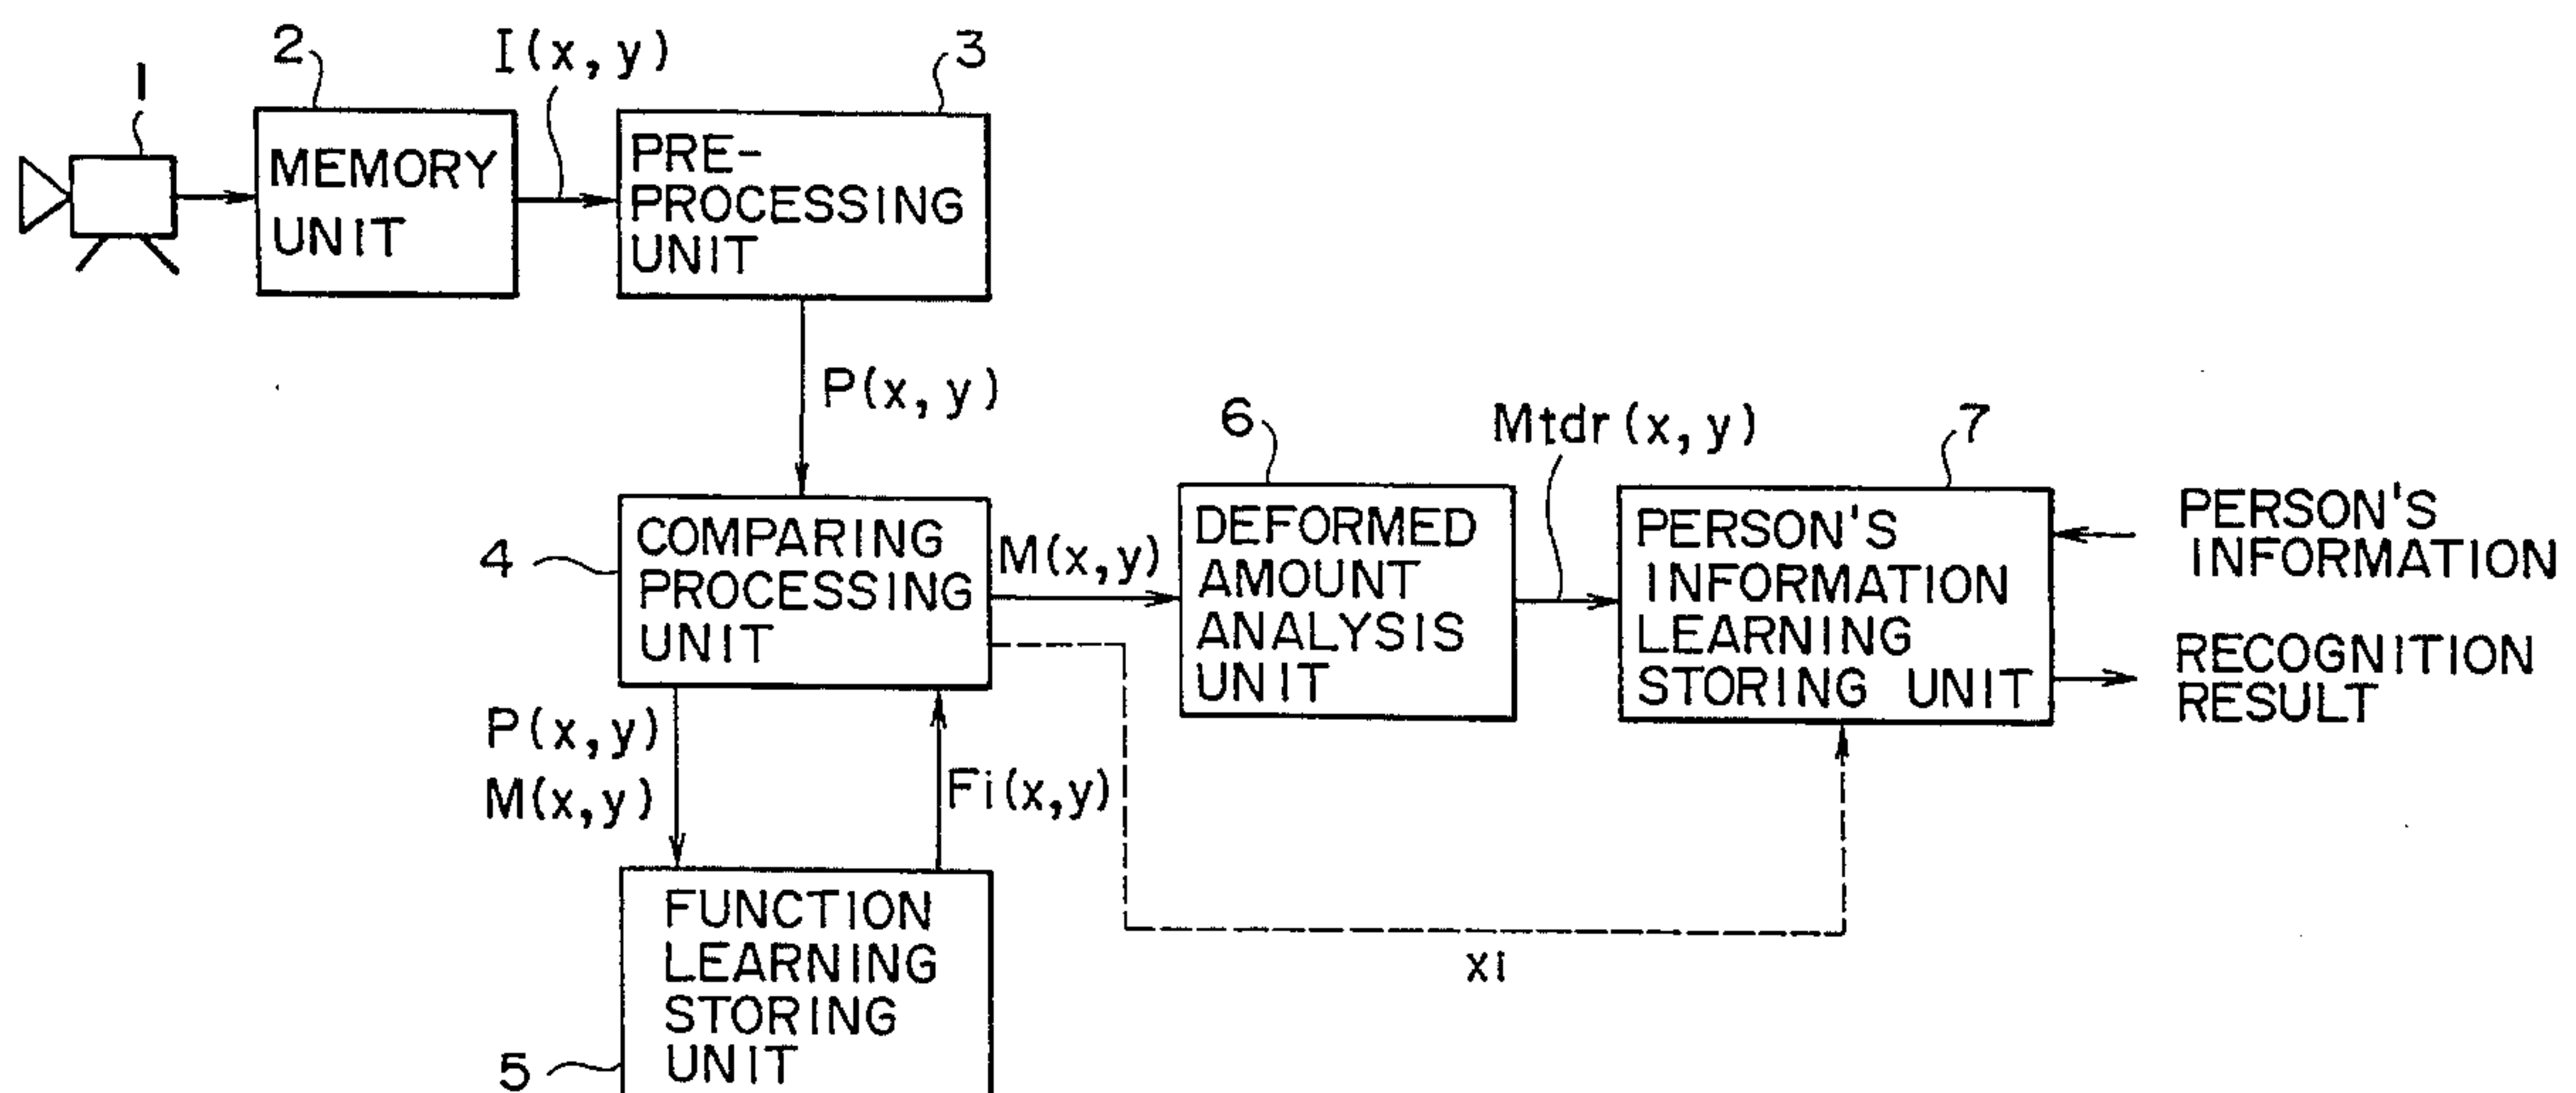 1
2
I(x, y)
3
MEMORY
UNIT
PRE-
PROCESSING
UNIT
P(x, y)
4
COMPARING
PROCESSING
UNIT
M(x,y)
6
DEFORMED
AMOUNT
ANALYSIS
UNIT
Mtdr(x, y)
7
PERSON'S
INFORMATION
LEARNING
STORING UNIT
PERSON'S
INFORMATION
RECOGNITION
RESULT
P(x,y)
M(x,y)
Fi(x,y)
xi
5
FUNCTION
LEARNING
STORING
UNIT